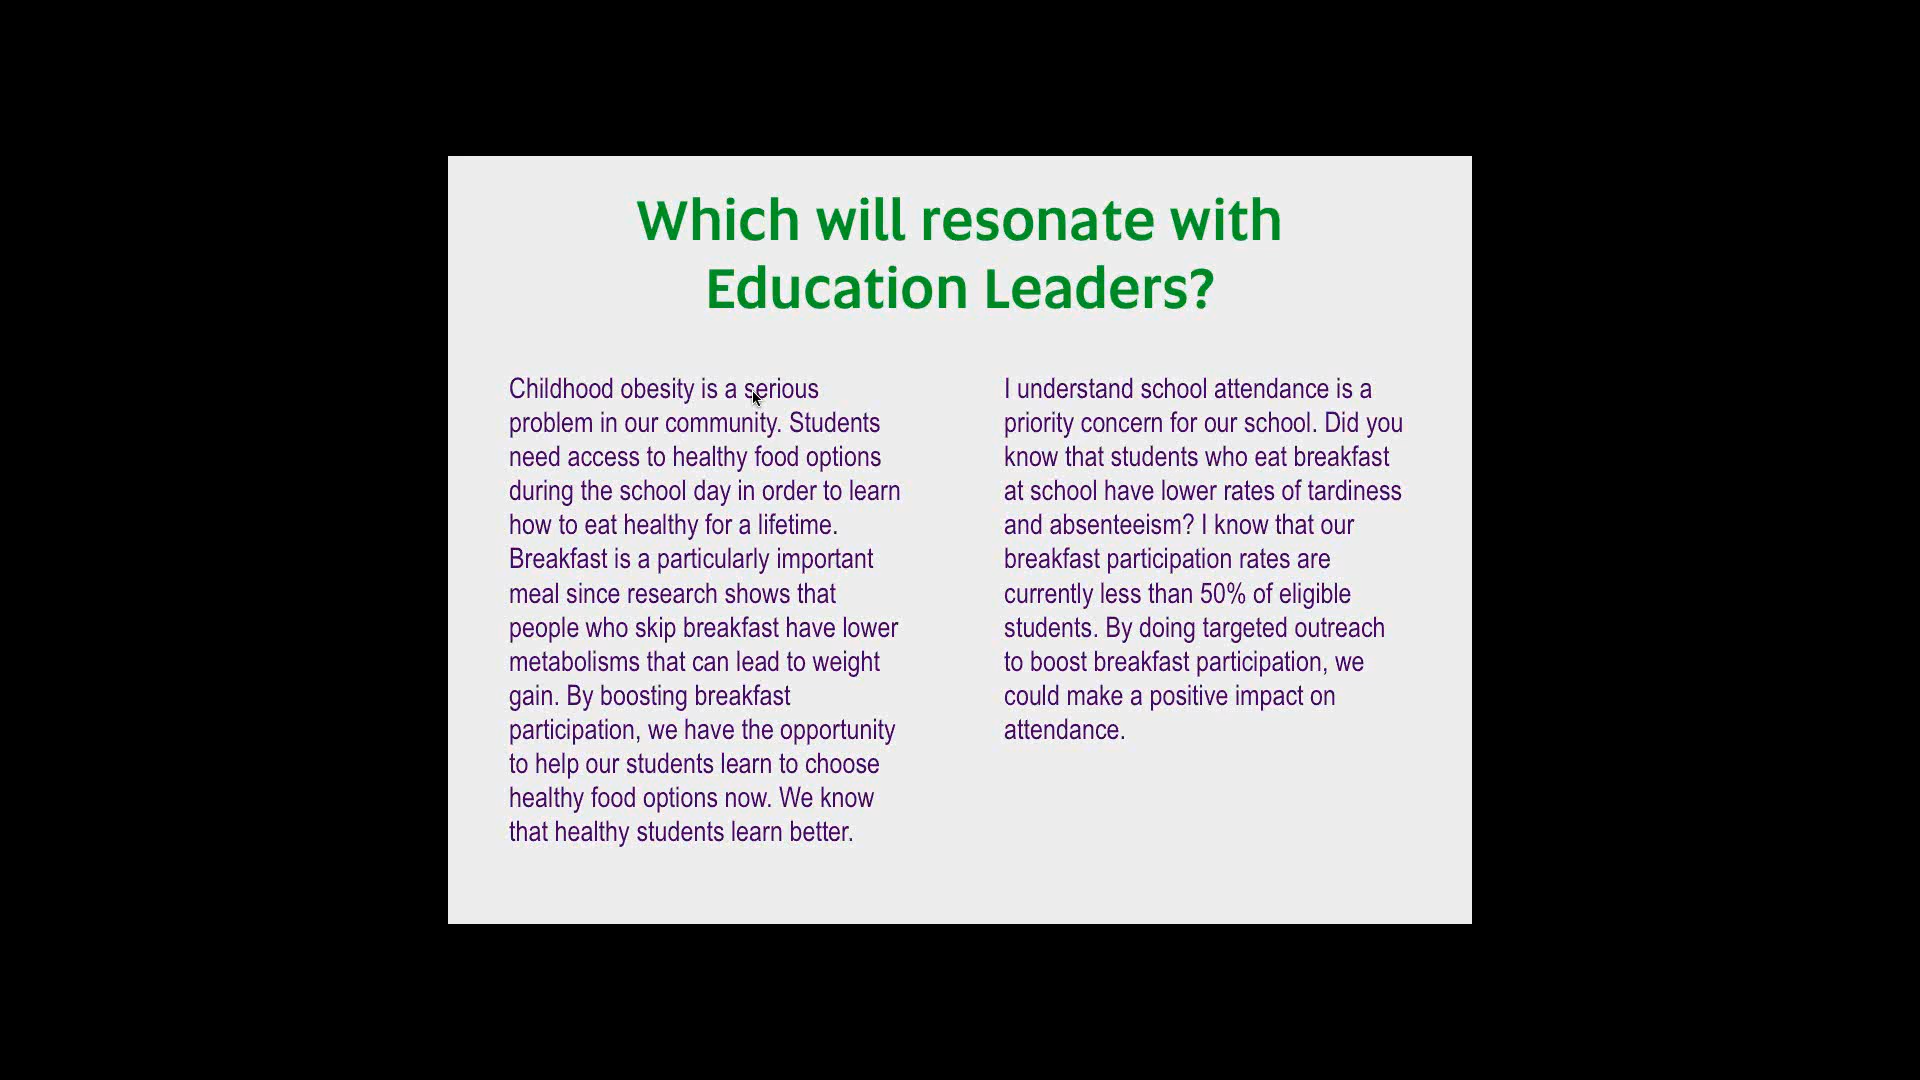 Which will resonate with
Education Leaders?
Childhood obesity is a serious
problem in our community. Students
need access to healthy food options
during the school day in order to learn
how to eat healthy for a lifetime.
Breakfast is a particularly important
meal since research shows that
people who skip breakfast have lower
metabolisms that can lead to weight
gain. By boosting breakfast
participation, we have the opportunity
to help our students learn to choose
healthy food options now. We know
that healthy students learn better.
I understand school attendance is a
priority concern for our school. Did you
know that students who eat breakfast
at school have lower rates of tardiness
and absenteeism? I know that our
breakfast participation rates are
currently less than 50% of eligible
students. By doing targeted outreach
to boost breakfast participation, we
could make a positive impact on
attendance.